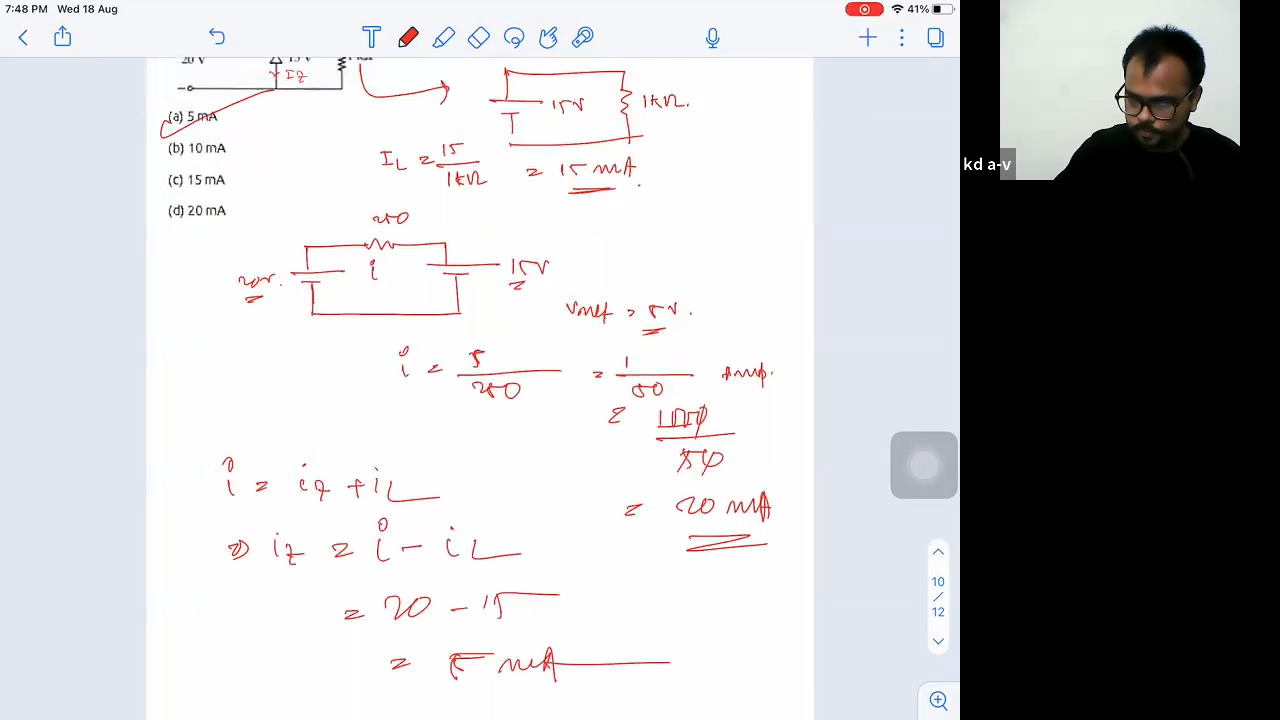 7:48 PM Wed 18 Aug
41%
20 V
15 V
IZ
(a) 5 mA
(b) 10 mA
(c) 15 mA
(d) 20 mA
15V
1kΩ.
IL = 15/1kΩ = 15 mA.
250
20V.
i
15V
Vnet = 5V.
i = 5/250 = 1/50 Amp.
= 1000/50
= 20 mA
i = iz + iL
⇒ iz = i - iL
= 20 - 15
= 5 mA
kd a-v
10
/
12